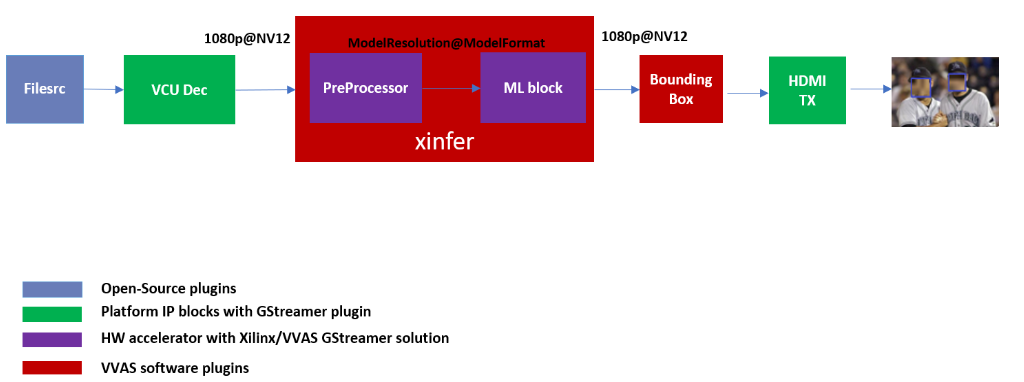 1080p@NV12
ModelResolution@ModelFormat
1080p@NV12
Filesrc
VCU Dec
PreProcessor
ML block
xinfer
Bounding
Box
HDMI
TX
Open-Source plugins
Platform IP blocks with GStreamer plugin
HW accelerator with Xilinx/VVAS GStreamer solution
VVAS software plugins